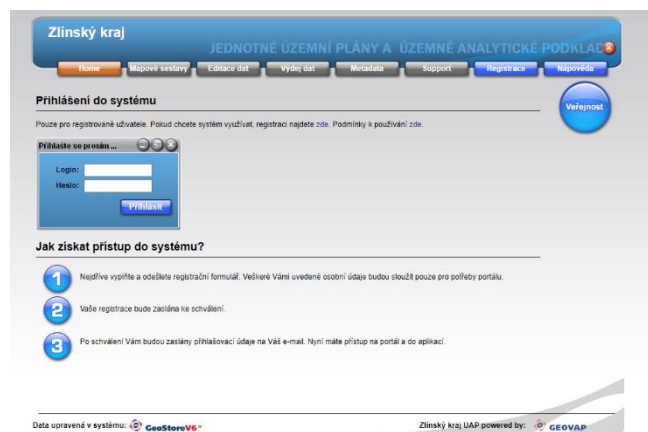 Zlínský kraj
JEDNOTNÉ ÚZEMNÍ PLÁNY A ÚZEMNĚ ANALYTICKÉ PODKLADY
Home Mapové sestavy Editace dat Výdej dat Metadata Support Registrace Nápověda
Přihlášení do systému
Veřejnost
Pouze pro registrované uživatele. Pokud chcete systém využívat, registraci najdete zde. Podmínky k používání zde.
Přihlašte se prosím ...
Login:
Heslo:
Přihlásit
Jak získat přístup do systému?
1 Nejdříve vyplňte a odešlete registrační formulář. Veškeré Vámi uvedené osobní údaje budou sloužit pouze pro potřeby portálu.
2 Vaše registrace bude zaslána ke schválení.
3 Po schválení Vám budou zaslány přihlašovací údaje na Váš e-mail. Nyní máte přístup na portál a do aplikací.
Data upravená v systému: GeoStoreV6 Zlínský kraj UAP powered by: GEOVAP